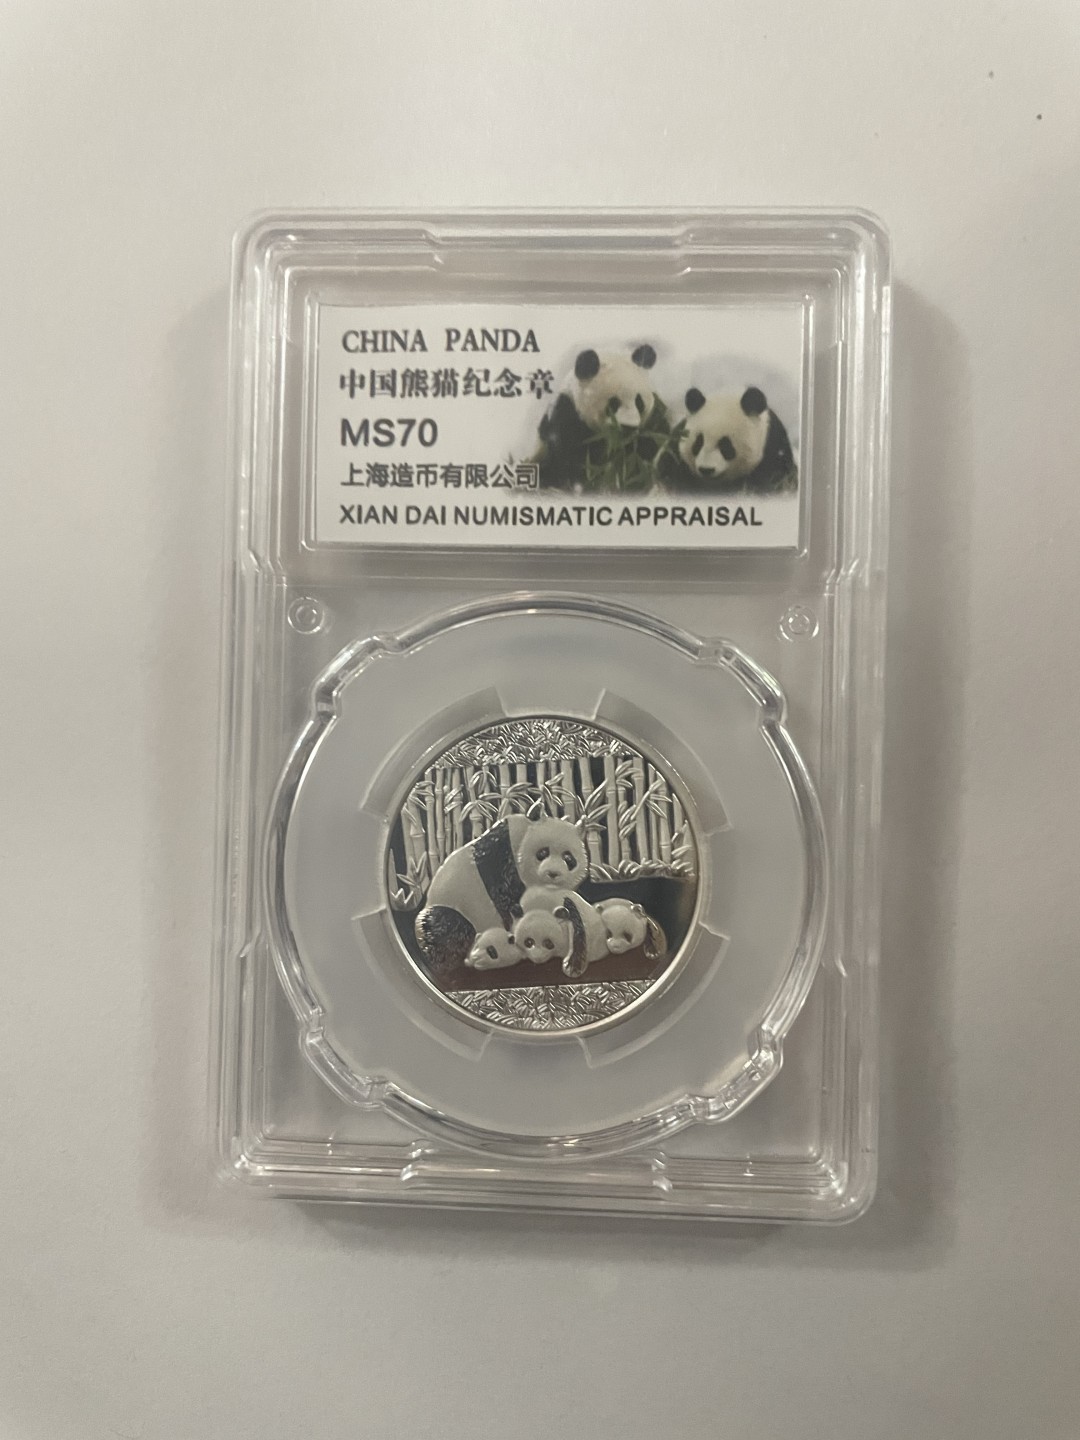 CHINA PANDA
中国熊猫纪念章
MS70
上海造币有限公司
XIAN DAI NUMISMATIC APPRAISAL